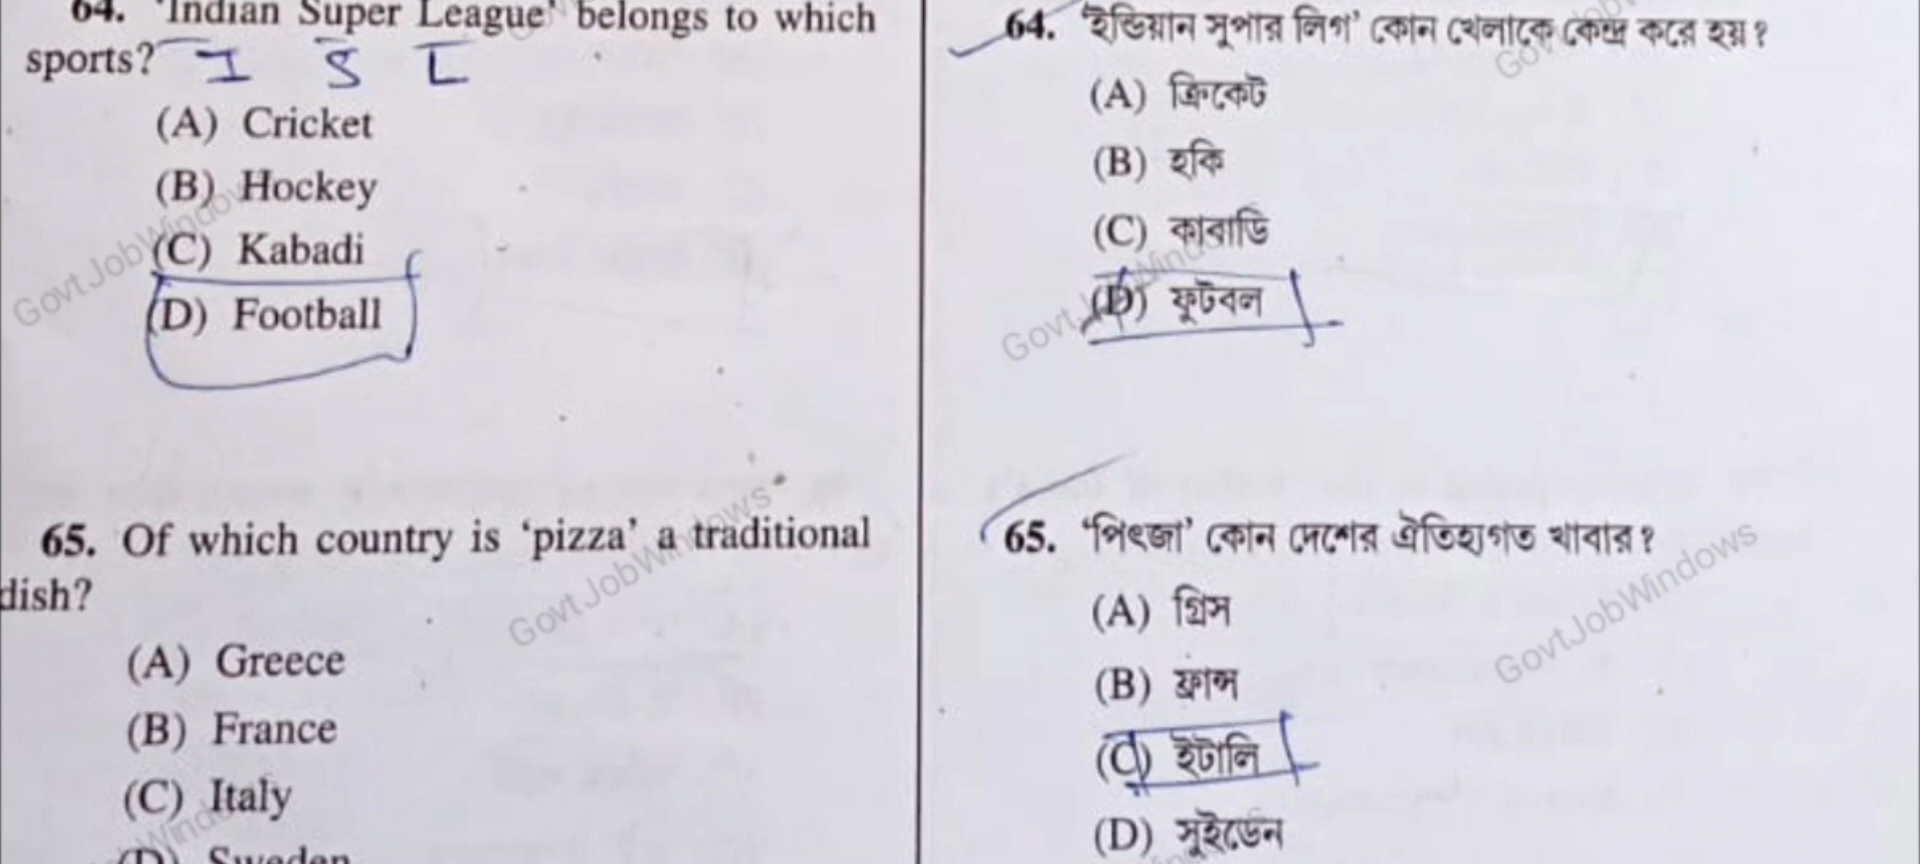 64. 'Indian Super League' belongs to which
sports? I S L
(A) Cricket
(B) Hockey
(C) Kabadi
(D) Football
65. Of which country is 'pizza' a traditional
dish?
(A) Greece
(B) France
(C) Italy
(D) Sweden
64. 'ইন্ডিয়ান সুপার লিগ' কোন খেলাকে কেন্দ্র করে হয়?
(A) ক্রিকেট
(B) হকি
(C) কাবাডি
(D) ফুটবল
65. 'পিৎজা' কোন দেশের ঐতিহ্যগত খাবার?
(A) গ্রিস
(B) ফ্রান্স
(C) ইটালি
(D) সুইডেন
GovtJobWindows
GovtJobWindows
GovtJobWindows